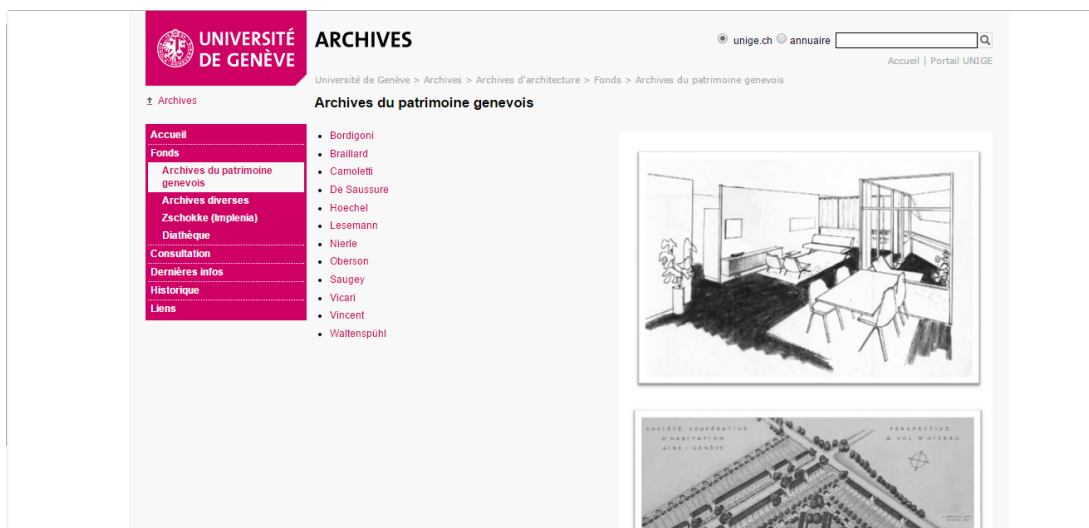 UNIVERSITÉ
DE GENÈVE
ARCHIVES
unige.ch annuaire
Accueil | Portail UNIGE
Université de Genève > Archives > Archives d'architecture > Fonds > Archives du patrimoine genevois
Archives
Archives du patrimoine genevois
Accueil
Fonds
Archives du patrimoine
genevois
Archives diverses
Zschokke (Implenia)
Diathèque
Consultation
Dernières infos
Historique
Liens
Bordigoni
Braillard
Camoletti
De Saussure
Hoechel
Lesemann
Nierle
Oberson
Saugey
Vicari
Vincent
Waltenspühl
SOCIÉTÉ COOPÉRATIVE
D'HABITATION
AIRE - GENÈVE
PERSPECTIVE
A VOL D'OISEAU